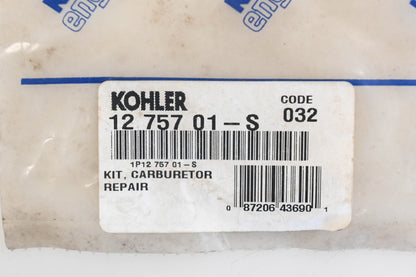 KOHLER
CODE
12 757 01-S
032
1P12 757 01-S
KIT, CARBURETOR
REPAIR
0 87206 43690 1